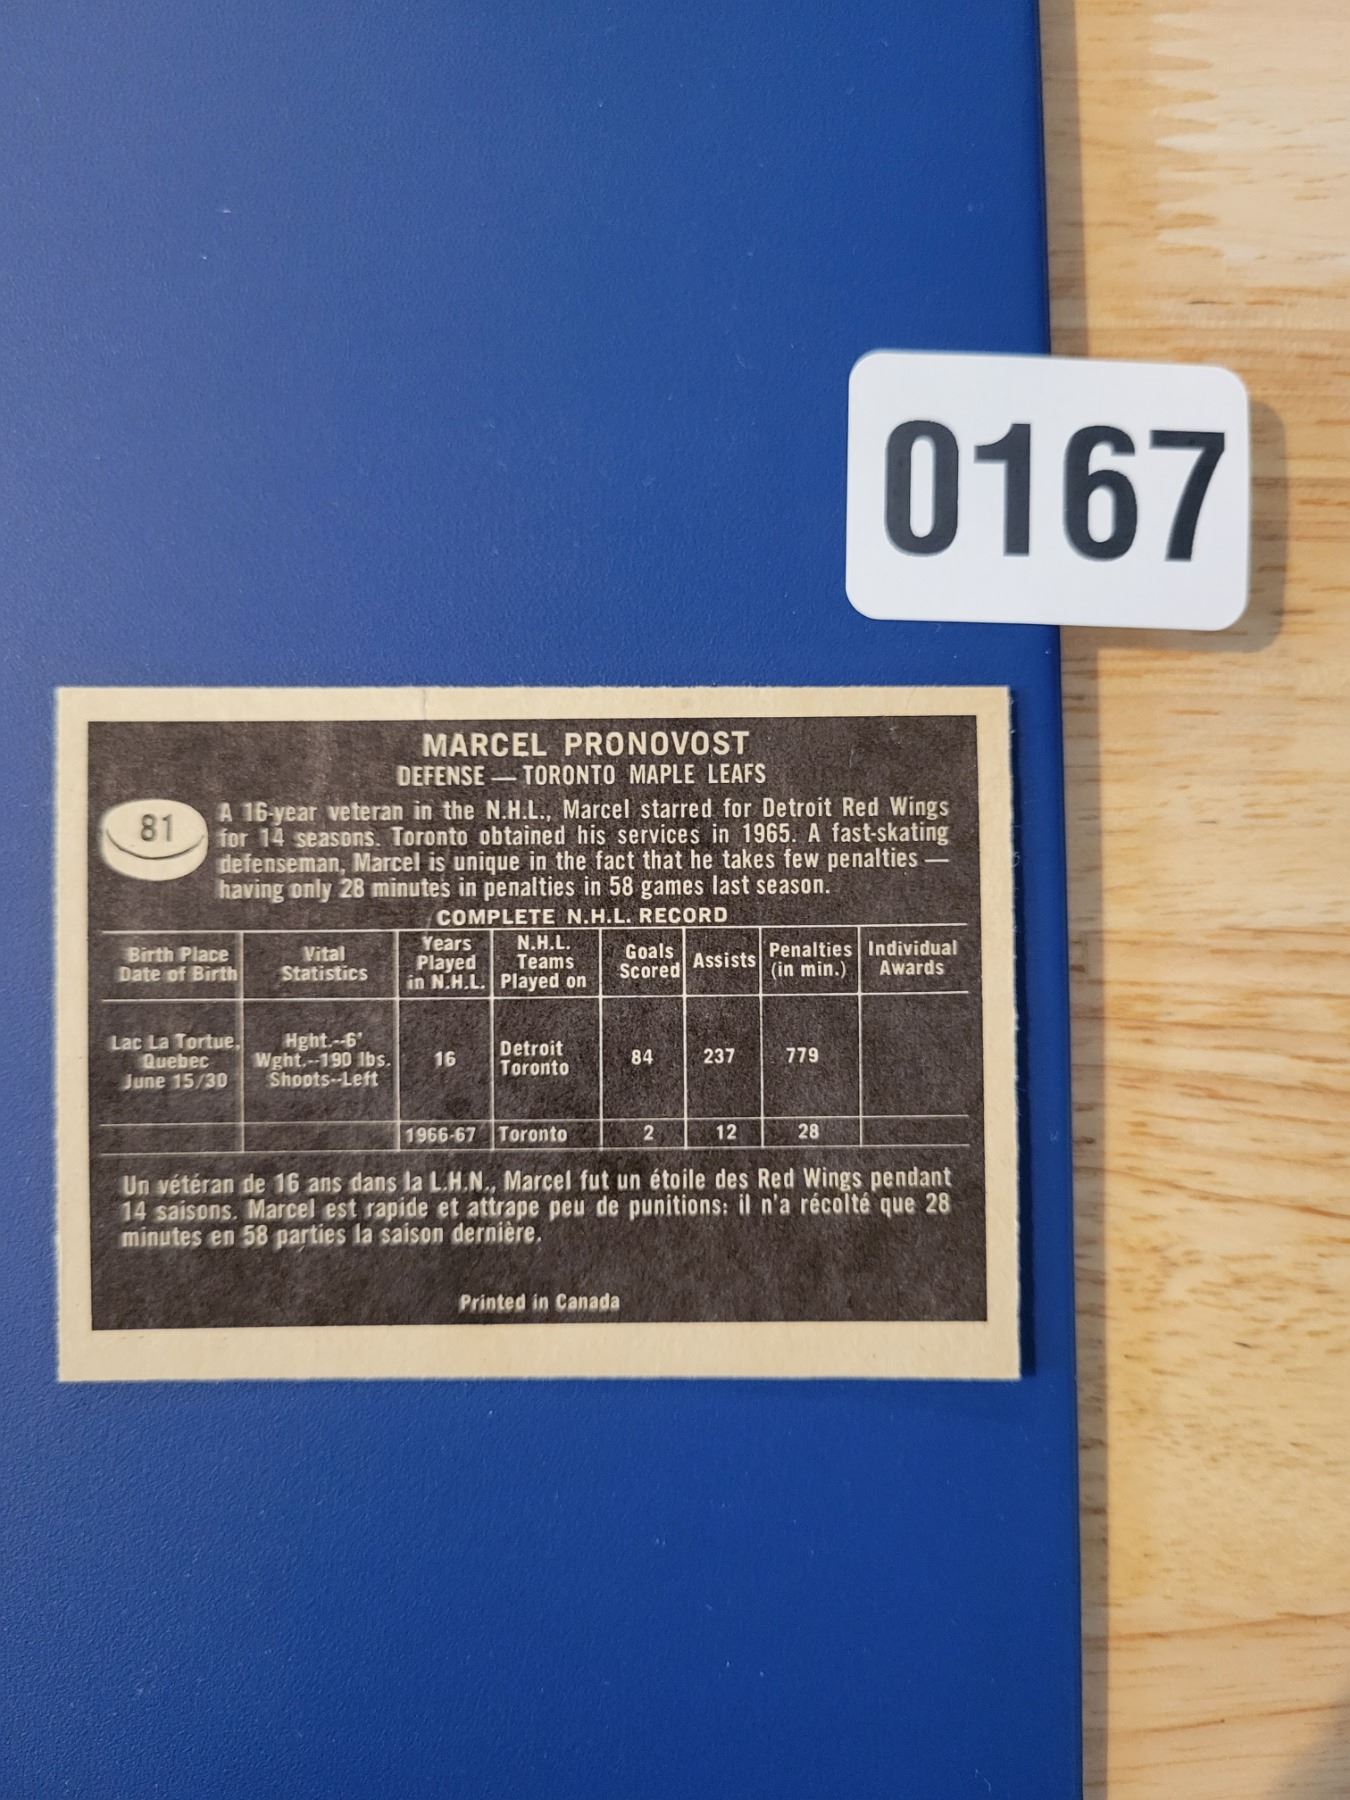 0167
MARCEL PRONOVOST
DEFENSE — TORONTO MAPLE LEAFS
81
A 16-year veteran in the N.H.L., Marcel starred for Detroit Red Wings
for 14 seasons. Toronto obtained his services in 1965. A fast-skating
defenseman, Marcel is unique in the fact that he takes few penalties —
having only 28 minutes in penalties in 58 games last season.
COMPLETE N.H.L. RECORD
Birth Place
Date of Birth
Vital
Statistics
Years
Played
in N.H.L.
N.H.L.
Teams
Played on
Goals
Scored
Assists
Penalties
(in min.)
Individual
Awards
Lac La Tortue,
Quebec
June 15/30
Hght.--6'
Wght.--190 lbs.
Shoots--Left
16
Detroit
Toronto
84
237
779
1966-67
Toronto
2
12
28
Un vétéran de 16 ans dans la L.H.N., Marcel fut un étoile des Red Wings pendant
14 saisons. Marcel est rapide et attrape peu de punitions: il n'a récolté que 28
minutes en 58 parties la saison dernière.
Printed in Canada